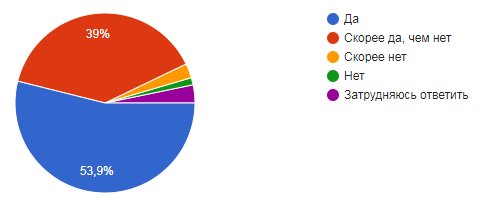 39%
53,9%
Да
Скорее да, чем нет
Скорее нет
Нет
Затрудняюсь ответить